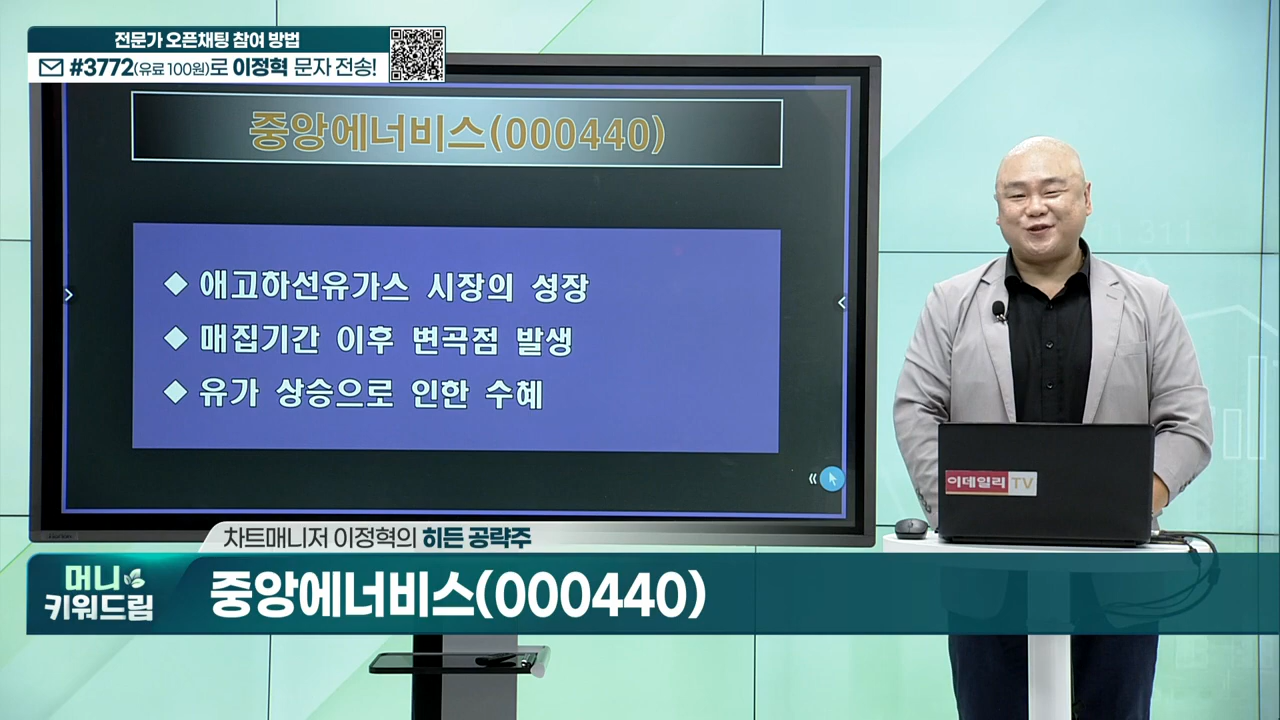 전문가 오픈채팅 참여 방법
#3772(유료 100원)로 이정혁 문자 전송!
중앙에너비스(000440)
◆ 애고하선유가스 시장의 성장
◆ 매집기간 이후 변곡점 발생
◆ 유가 상승으로 인한 수혜
이데일리 TV
차트매니저 이정혁의 히든 공략주
머니
키워드림
중앙에너비스(000440)